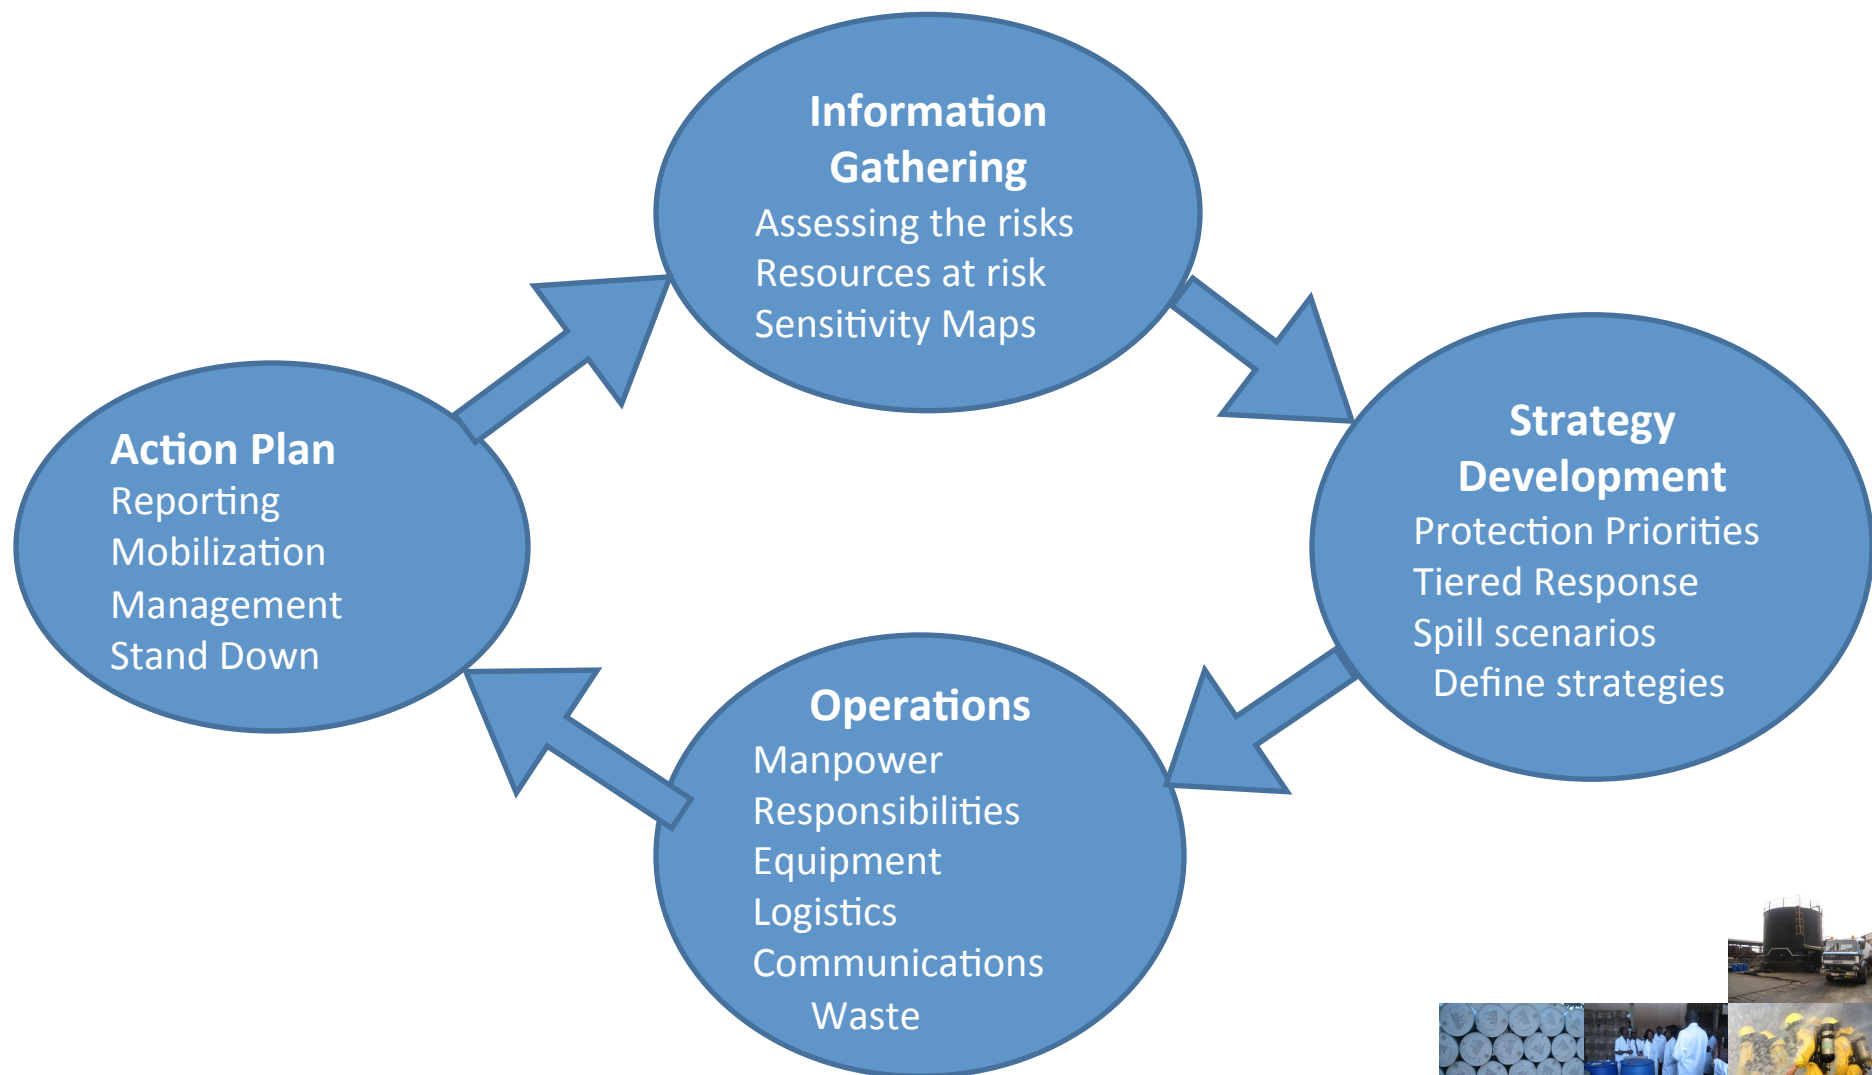 Information
Gathering
Assessing the risks
Resources at risk
Sensitivity Maps
Strategy
Development
Protection Priorities
Tiered Response
Spill scenarios
Define strategies
Operations
Manpower
Responsibilities
Equipment
Logistics
Communications
Waste
Action Plan
Reporting
Mobilization
Management
Stand Down